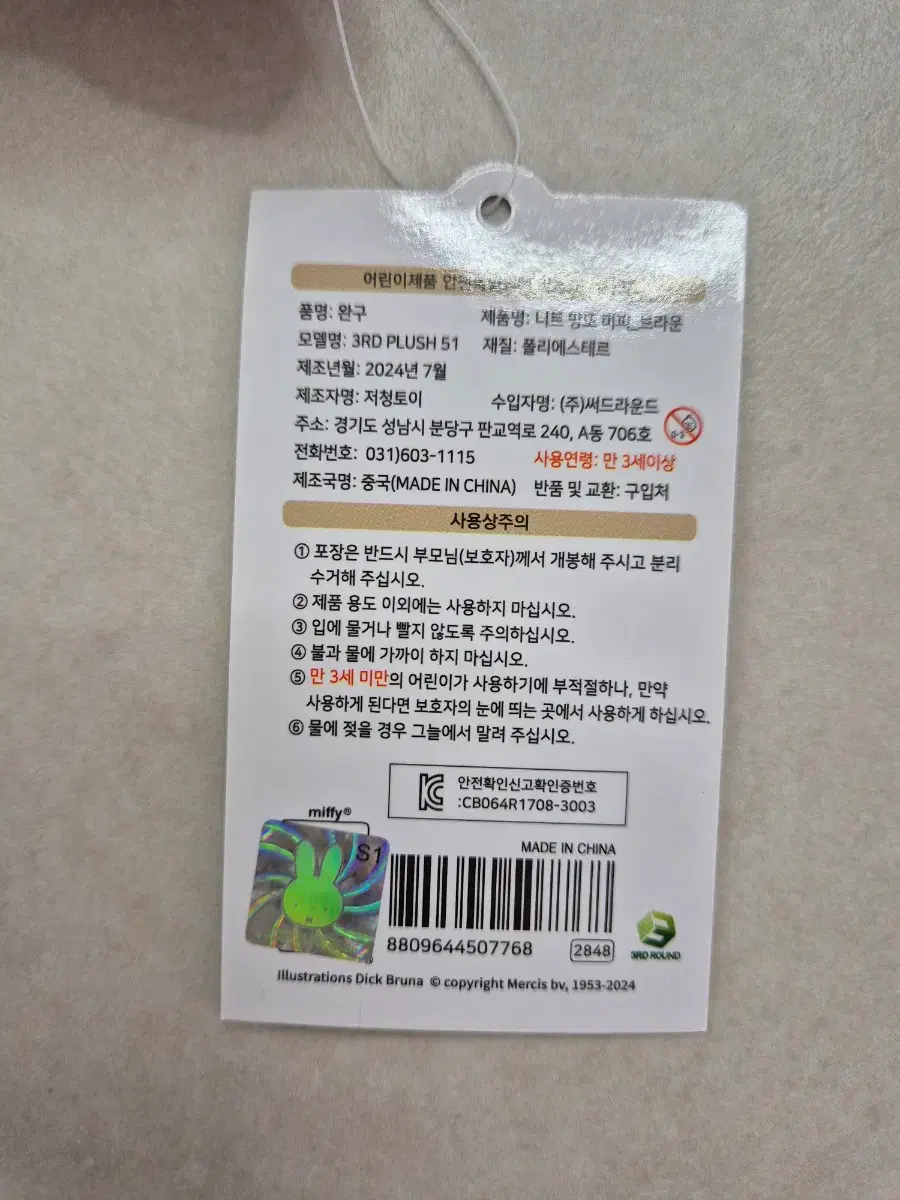 어린이제품
품명: 완구 제품명: 니트 망또 미피_브라운
모델명: 3RD PLUSH 51 재질: 폴리에스테르
제조년월: 2024년 7월
제조자명: 저청토이 수입자명: (주)써드라운드
주소: 경기도 성남시 분당구 판교역로 240, A동 706호
0-3
전화번호: 031)603-1115 사용연령: 만 3세이상
제조국명: 중국(MADE IN CHINA) 반품 및 교환: 구입처
사용상주의
① 포장은 반드시 부모님(보호자)께서 개봉해 주시고 분리
수거해 주십시오.
② 제품 용도 이외에는 사용하지 마십시오.
③ 입에 물거나 빨지 않도록 주의하십시오.
④ 불과 물에 가까이 하지 마십시오.
⑤ 만 3세 미만의 어린이가 사용하기에 부적절하나, 만약
사용하게 된다면 보호자의 눈에 띄는 곳에서 사용하게 하십시오.
⑥ 물에 젖을 경우 그늘에서 말려 주십시오.
안전확인신고확인증번호
:CB064R1708-3003
miffy®
S1
MADE IN CHINA
8809644507768 2848
3RD ROUND
Illustrations Dick Bruna © copyright Mercis bv, 1953-2024